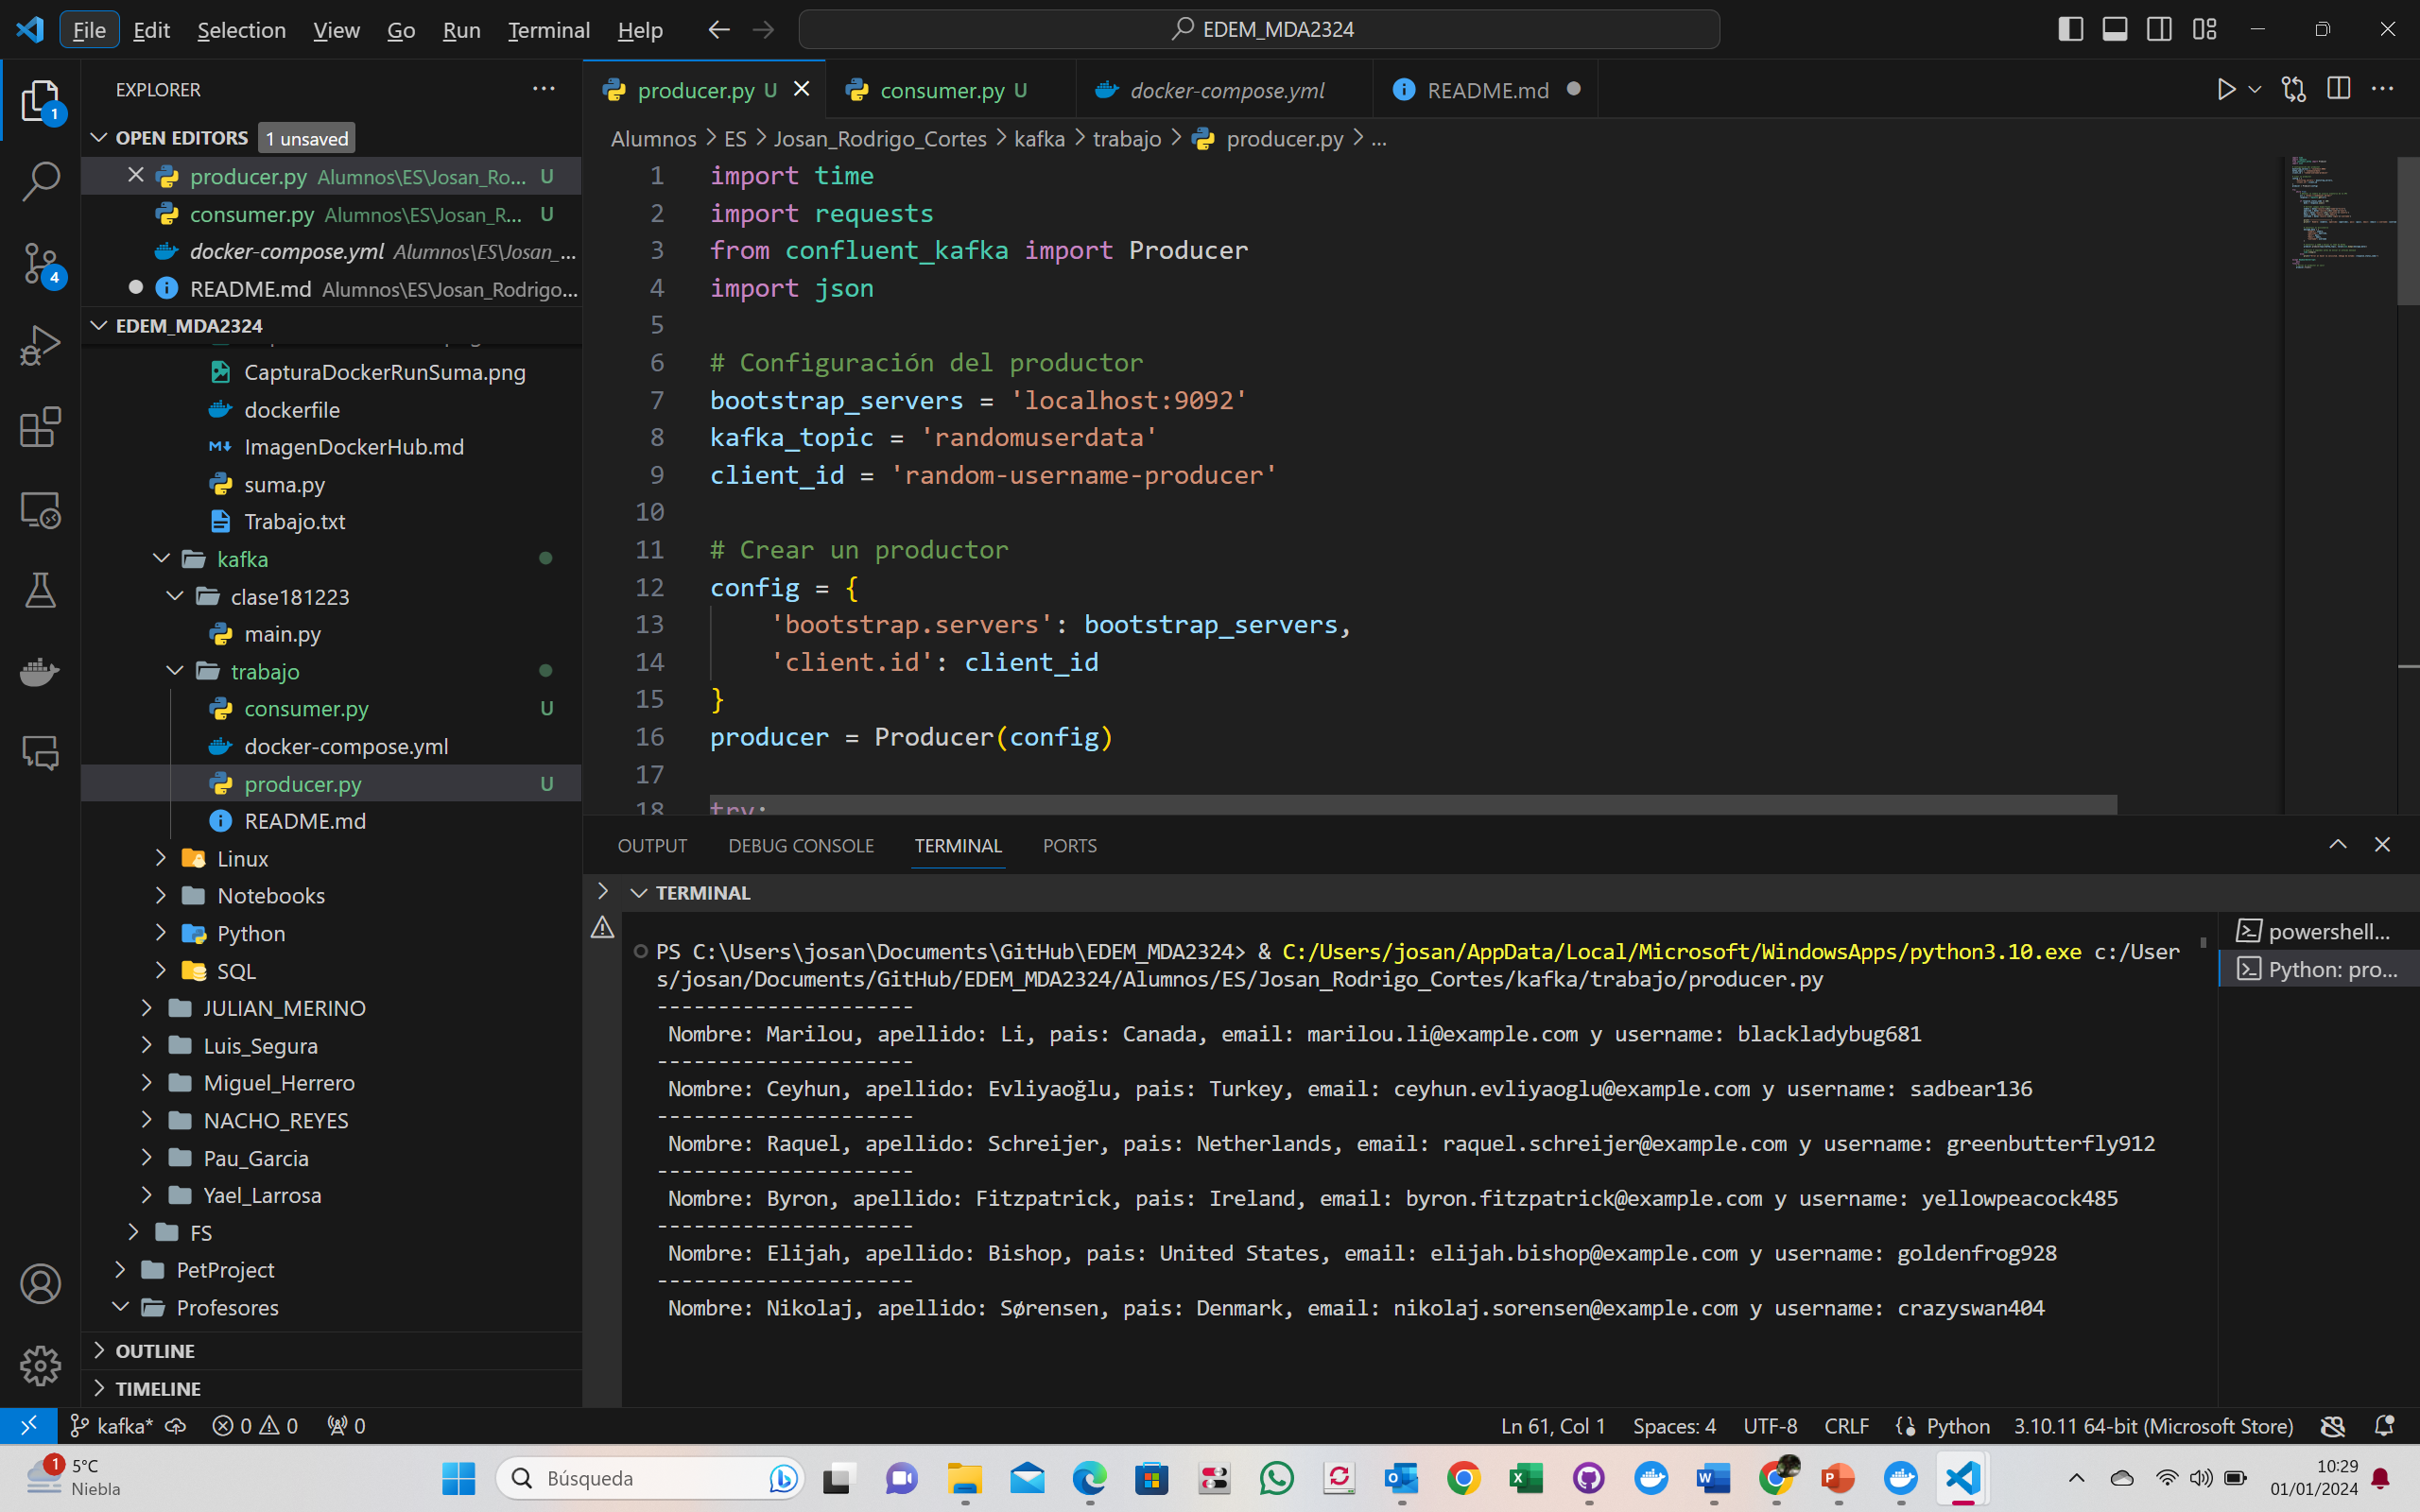 File Edit Selection View Go Run Terminal Help
EDEM_MDA2324
EXPLORER
OPEN EDITORS 1 unsaved
producer.py Alumnos\ES\Josan_Ro... U
consumer.py Alumnos\ES\Josan_R... U
docker-compose.yml Alumnos\ES\Josan_...
README.md Alumnos\ES\Josan_Rodrigo...
EDEM_MDA2324
CapturaDockerRunSuma.png
dockerfile
ImagenDockerHub.md
suma.py
Trabajo.txt
kafka
clase181223
main.py
trabajo
consumer.py U
docker-compose.yml
producer.py U
README.md
Linux
Notebooks
Python
SQL
JULIAN_MERINO
Luis_Segura
Miguel_Herrero
NACHO_REYES
Pau_Garcia
Yael_Larrosa
FS
PetProject
Profesores
OUTLINE
TIMELINE
1
4
producer.py U
consumer.py U
docker-compose.yml
README.md
Alumnos > ES > Josan_Rodrigo_Cortes > kafka > trabajo > producer.py > ...
1 import time
2 import requests
3 from confluent_kafka import Producer
4 import json
5
6 # Configuración del productor
7 bootstrap_servers = 'localhost:9092'
8 kafka_topic = 'randomuserdata'
9 client_id = 'random-username-producer'
10
11 # Crear un productor
12 config = {
13 'bootstrap.servers': bootstrap_servers,
14 'client.id': client_id
15 }
16 producer = Producer(config)
17
18 try:
OUTPUT DEBUG CONSOLE TERMINAL PORTS
TERMINAL
PS C:\Users\josan\Documents\GitHub\EDEM_MDA2324> & C:/Users/josan/AppData/Local/Microsoft/WindowsApps/python3.10.exe c:/User
s/josan/Documents/GitHub/EDEM_MDA2324/Alumnos/ES/Josan_Rodrigo_Cortes/kafka/trabajo/producer.py
---------------------
Nombre: Marilou, apellido: Li, pais: Canada, email: marilou.li@example.com y username: blackladybug681
---------------------
Nombre: Ceyhun, apellido: Evliyaoğlu, pais: Turkey, email: ceyhun.evliyaoglu@example.com y username: sadbear136
---------------------
Nombre: Raquel, apellido: Schreijer, pais: Netherlands, email: raquel.schreijer@example.com y username: greenbutterfly912
---------------------
Nombre: Byron, apellido: Fitzpatrick, pais: Ireland, email: byron.fitzpatrick@example.com y username: yellowpeacock485
---------------------
Nombre: Elijah, apellido: Bishop, pais: United States, email: elijah.bishop@example.com y username: goldenfrog928
---------------------
Nombre: Nikolaj, apellido: Sørensen, pais: Denmark, email: nikolaj.sorensen@example.com y username: crazyswan404
powershell...
Python: pro...
kafka* 0 0 0
Ln 61, Col 1 Spaces: 4 UTF-8 CRLF Python 3.10.11 64-bit (Microsoft Store)
1
5°C
Niebla
Búsqueda
10:29
01/01/2024